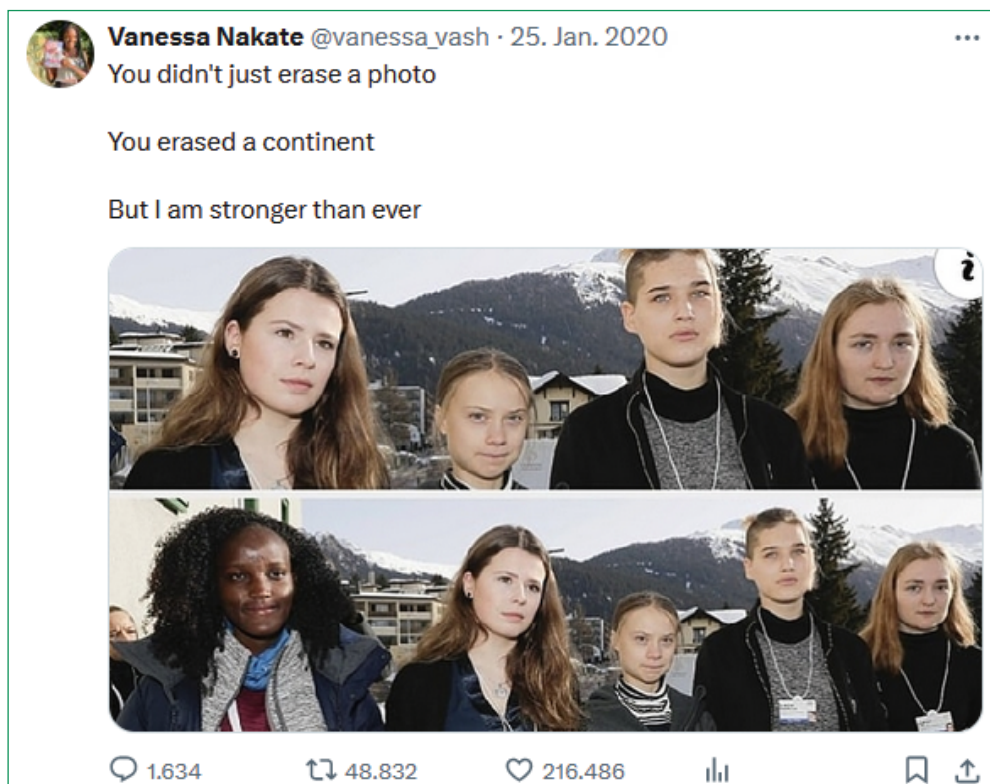 Vanessa Nakate @vanessa_vash · 25. Jan. 2020
You didn't just erase a photo
You erased a continent
But I am stronger than ever
i
1.634 48.832 216.486